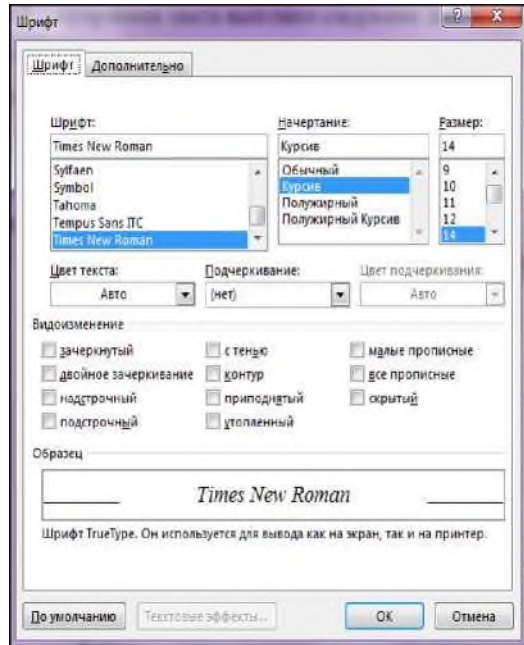 Шрифт
Шрифт Дополнительно
Шрифт: Начертание: Размер:
Times New Roman Курсив 14
Sylfaen Обычный 9
Symbol Курсив 10
Tahoma Полужирный 11
Tempus Sans ITC Полужирный Курсив 12
Times New Roman 14
Цвет текста: Подчеркивание: Цвет подчеркивания:
Авто (нет) Авто
Видоизменение
зачеркнутый с тенью малые прописные
двойное зачеркивание контур все прописные
надстрочный приподнятый скрытый
подстрочный утопленный
Образец
Times New Roman
Шрифт TrueType. Он используется для вывода как на экран, так и на принтер.
По умолчанию Текстовые эффекты... ОК Отмена